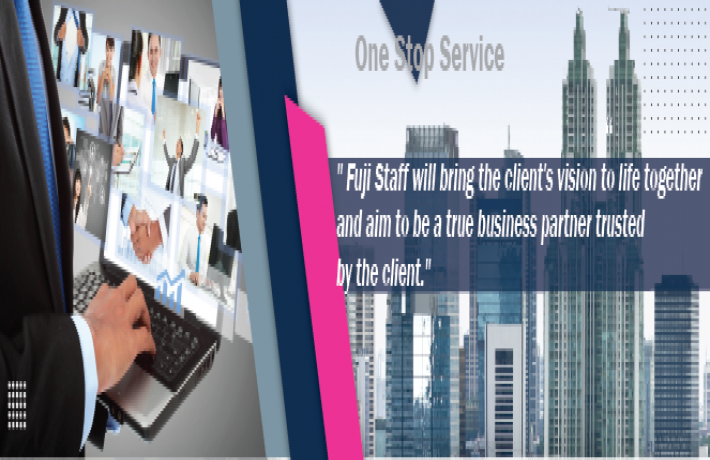 One Stop Service
" Fuji Staff will bring the client's vision to life together
and aim to be a true business partner trusted
by the client."